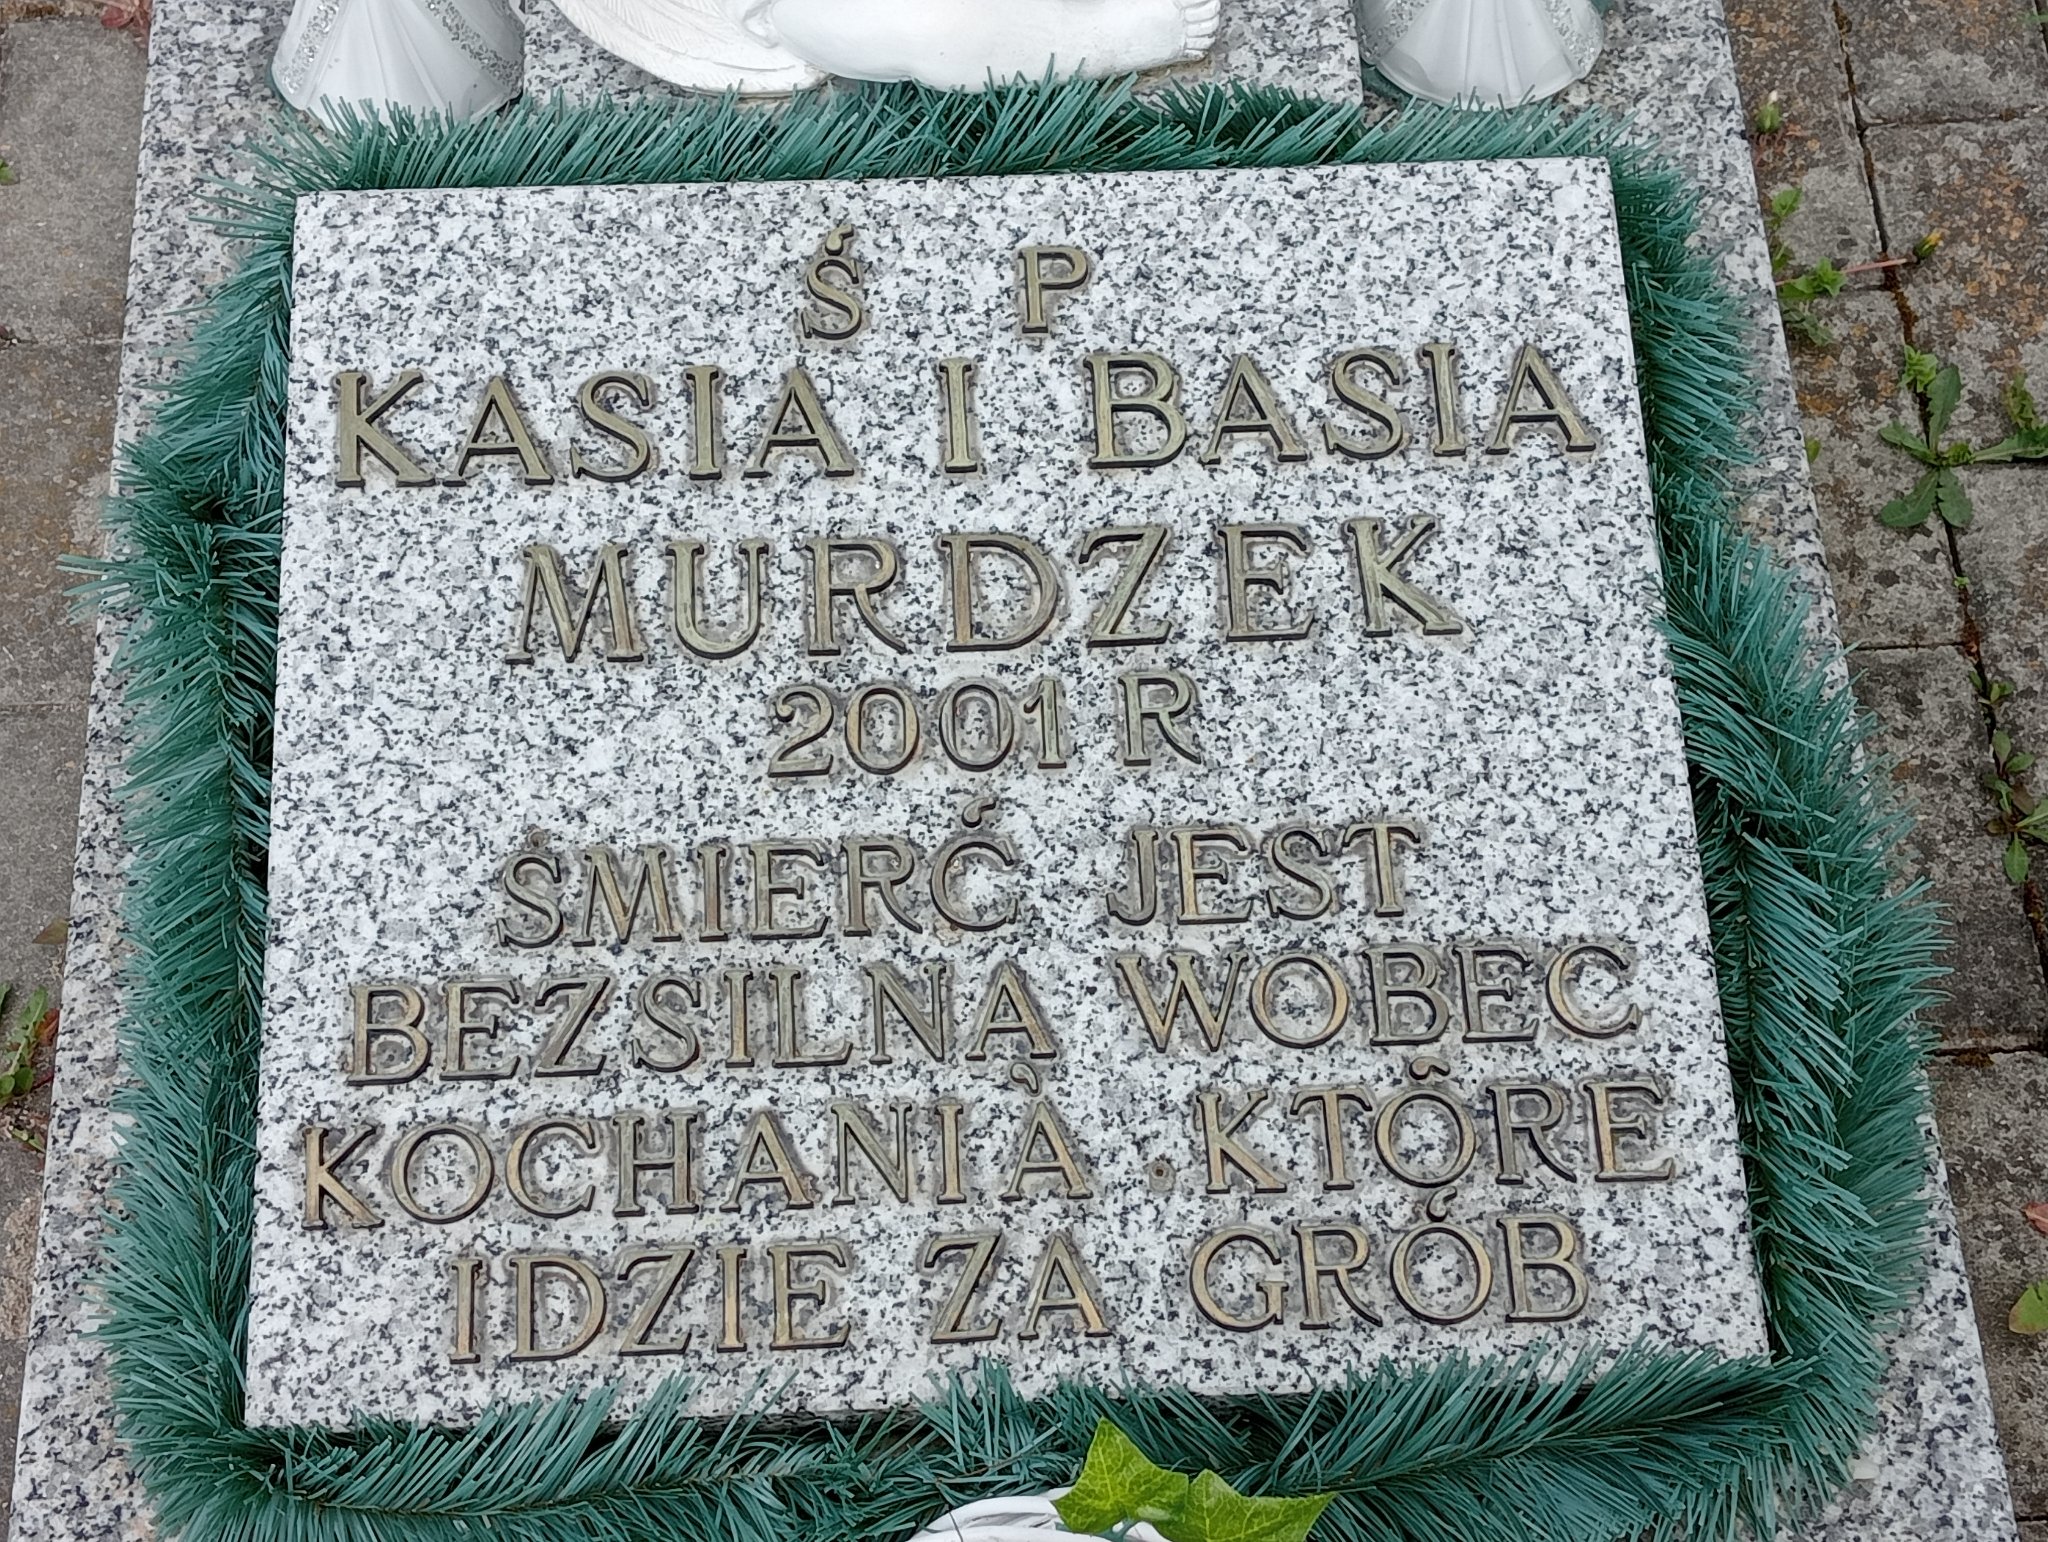 Ś P
KASIA I BASIA
MURDZEK
2001 R
ŚMIERĆ JEST
BEZSILNĄ WOBEC
KOCHANIA KTÓRE
IDZIE ZA GRÓB